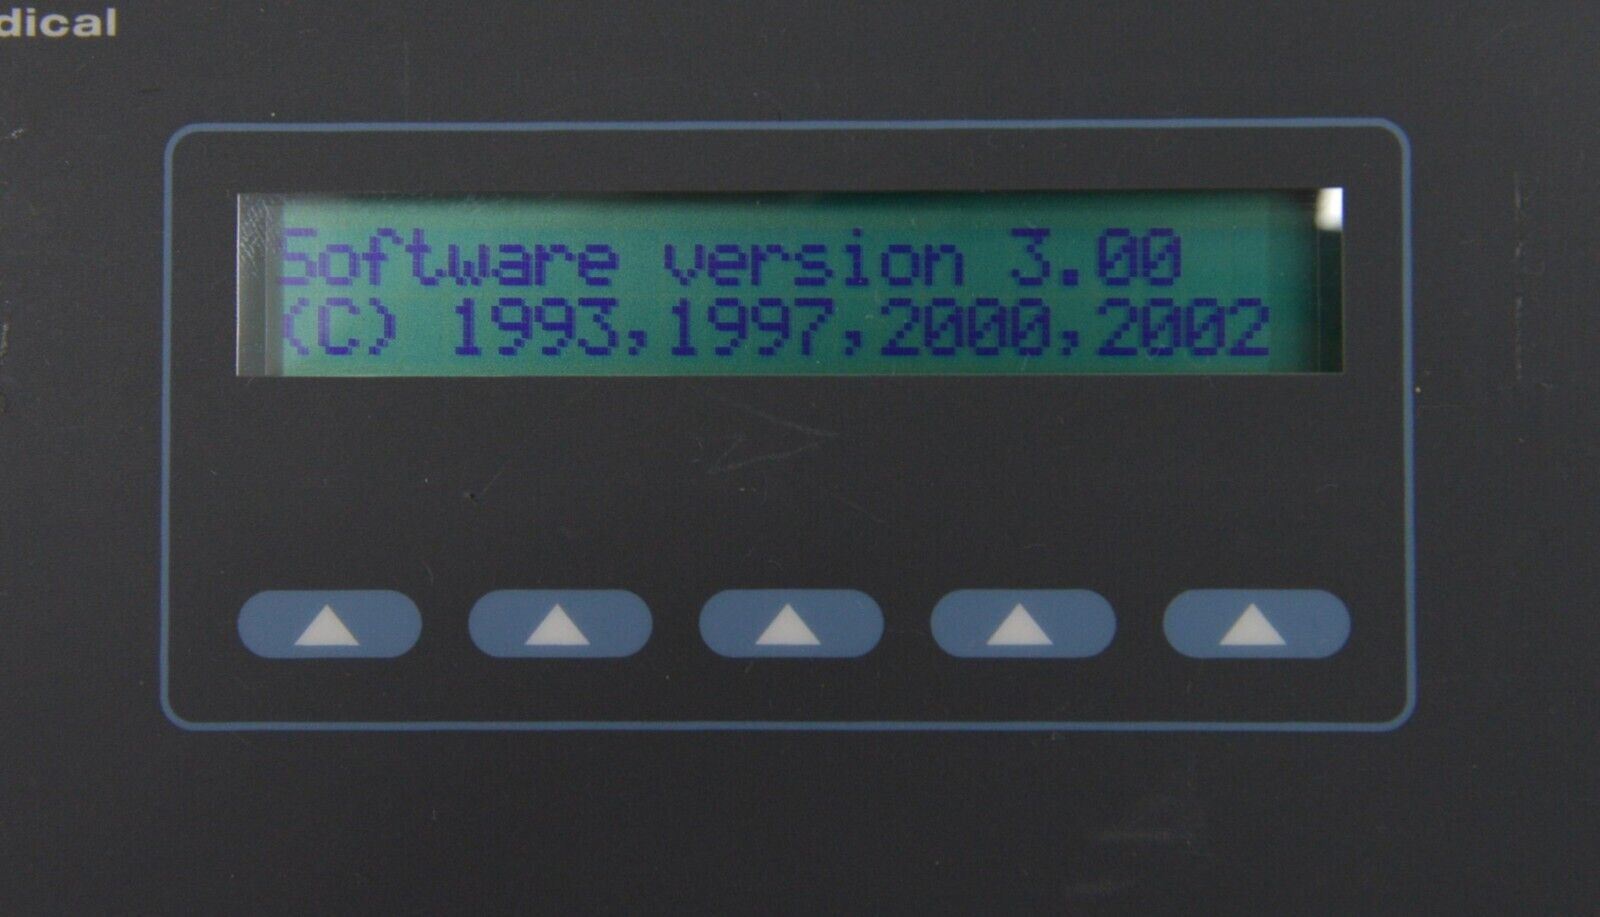 dical
Software version 3.00
(C) 1993,1997,2000,2002